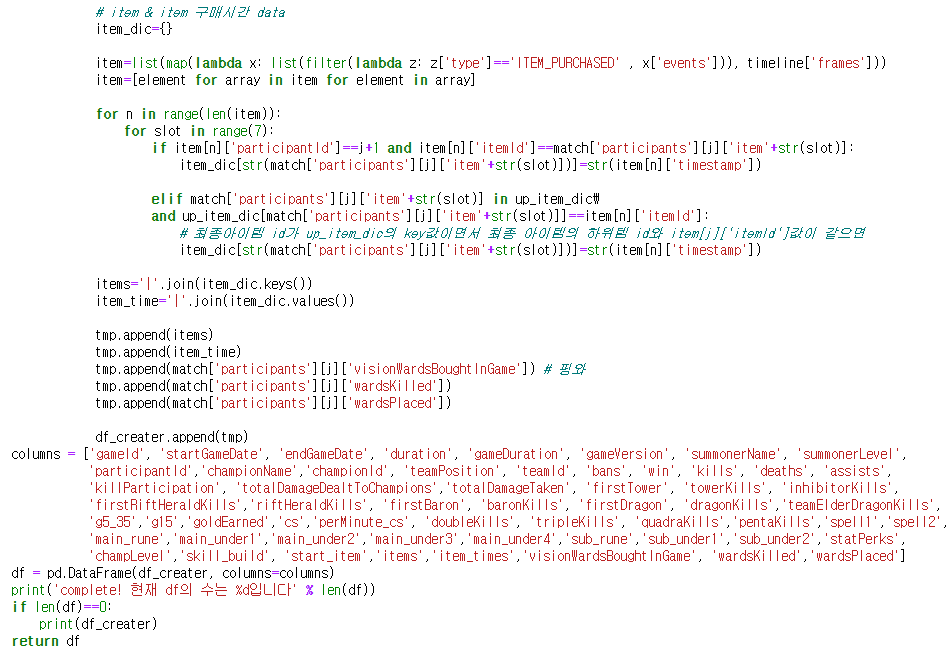 # item & item 구매시간 data
item_dic={}
item=list(map(lambda x: list(filter(lambda z: z['type']=='ITEM_PURCHASED' , x['events'])), timeline['frames']))
item=[element for array in item for element in array]
for n in range(len(item)):
for slot in range(7):
if item[n]['participantId']==j+1 and item[n]['itemId']==match['participants'][j]['item'+str(slot)]:
item_dic[str(match['participants'][j]['item'+str(slot)])]=str(item[n]['timestamp'])
elif match['participants'][j]['item'+str(slot)] in up_item_dic₩
and up_item_dic[match['participants'][j]['item'+str(slot)]]==item[n]['itemId']:
# 최종아이템 id가 up_item_dic의 key값이면서 최종 아이템의 하위템 id와 item[j]['itemId']값이 같으면
item_dic[str(match['participants'][j]['item'+str(slot)])]=str(item[n]['timestamp'])
items='|'.join(item_dic.keys())
item_time='|'.join(item_dic.values())
tmp.append(items)
tmp.append(item_time)
tmp.append(match['participants'][j]['visionWardsBoughtInGame']) # 핑와
tmp.append(match['participants'][j]['wardsKilled'])
tmp.append(match['participants'][j]['wardsPlaced'])
df_creater.append(tmp)
columns = ['gameId', 'startGameDate', 'endGameDate', 'duration', 'gameDuration', 'gameVersion', 'summonerName', 'summonerLevel',
'participantId','championName','championId', 'teamPosition', 'teamId', 'bans', 'win', 'kills', 'deaths', 'assists',
'killParticipation', 'totalDamageDealtToChampions','totalDamageTaken', 'firstTower', 'towerKills', 'inhibitorKills',
'firstRiftHeraldKills','riftHeraldKills', 'firstBaron', 'baronKills', 'firstDragon', 'dragonKills','teamElderDragonKills',
'g5_35','g15','goldEarned','cs','perMinute_cs', 'doubleKills', 'tripleKills', 'quadraKills','pentaKills','spell1','spell2',
'main_rune','main_under1','main_under2','main_under3','main_under4','sub_rune','sub_under1','sub_under2','statPerks',
'champLevel','skill_build', 'start_item','items','item_times','visionWardsBoughtInGame', 'wardsKilled','wardsPlaced']
df = pd.DataFrame(df_creater, columns=columns)
print('complete! 현재 df의 수는 %d입니다' % len(df))
if len(df)==0:
print(df_creater)
return df